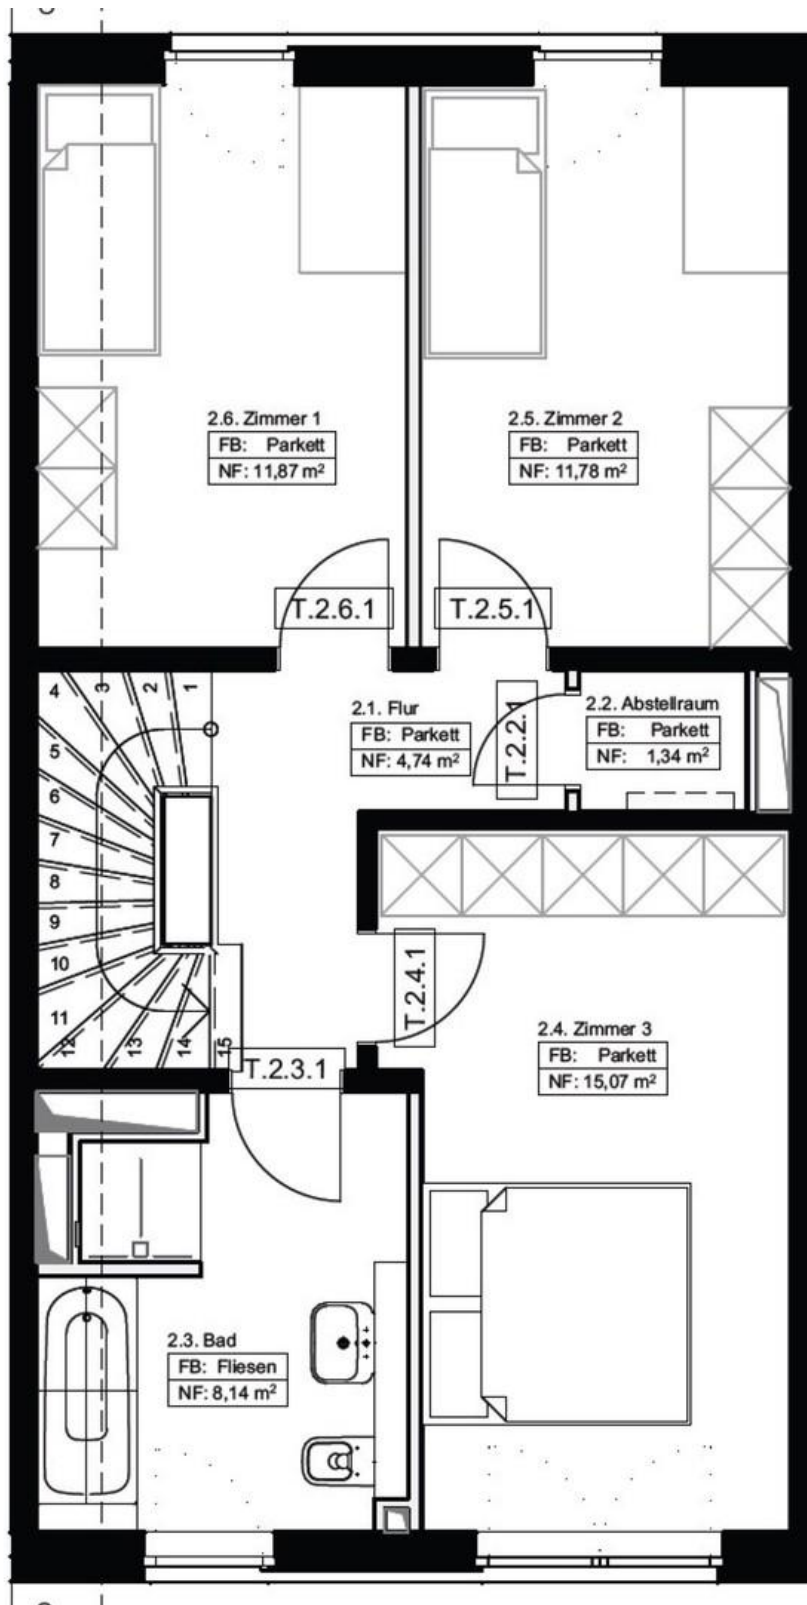 2.6. Zimmer 1
FB: Parkett
NF: 11,87 m²
2.5. Zimmer 2
FB: Parkett
NF: 11,78 m²
T.2.6.1
T.2.5.1
4
3
2
1
5
6
7
8
9
10
11
12
13
14
15
2.1. Flur
FB: Parkett
NF: 4,74 m²
T.2.2.1
2.2. Abstellraum
FB: Parkett
NF: 1,34 m²
T.2.4.1
2.4. Zimmer 3
FB: Parkett
NF: 15,07 m²
T.2.3.1
2.3. Bad
FB: Fliesen
NF: 8,14 m²